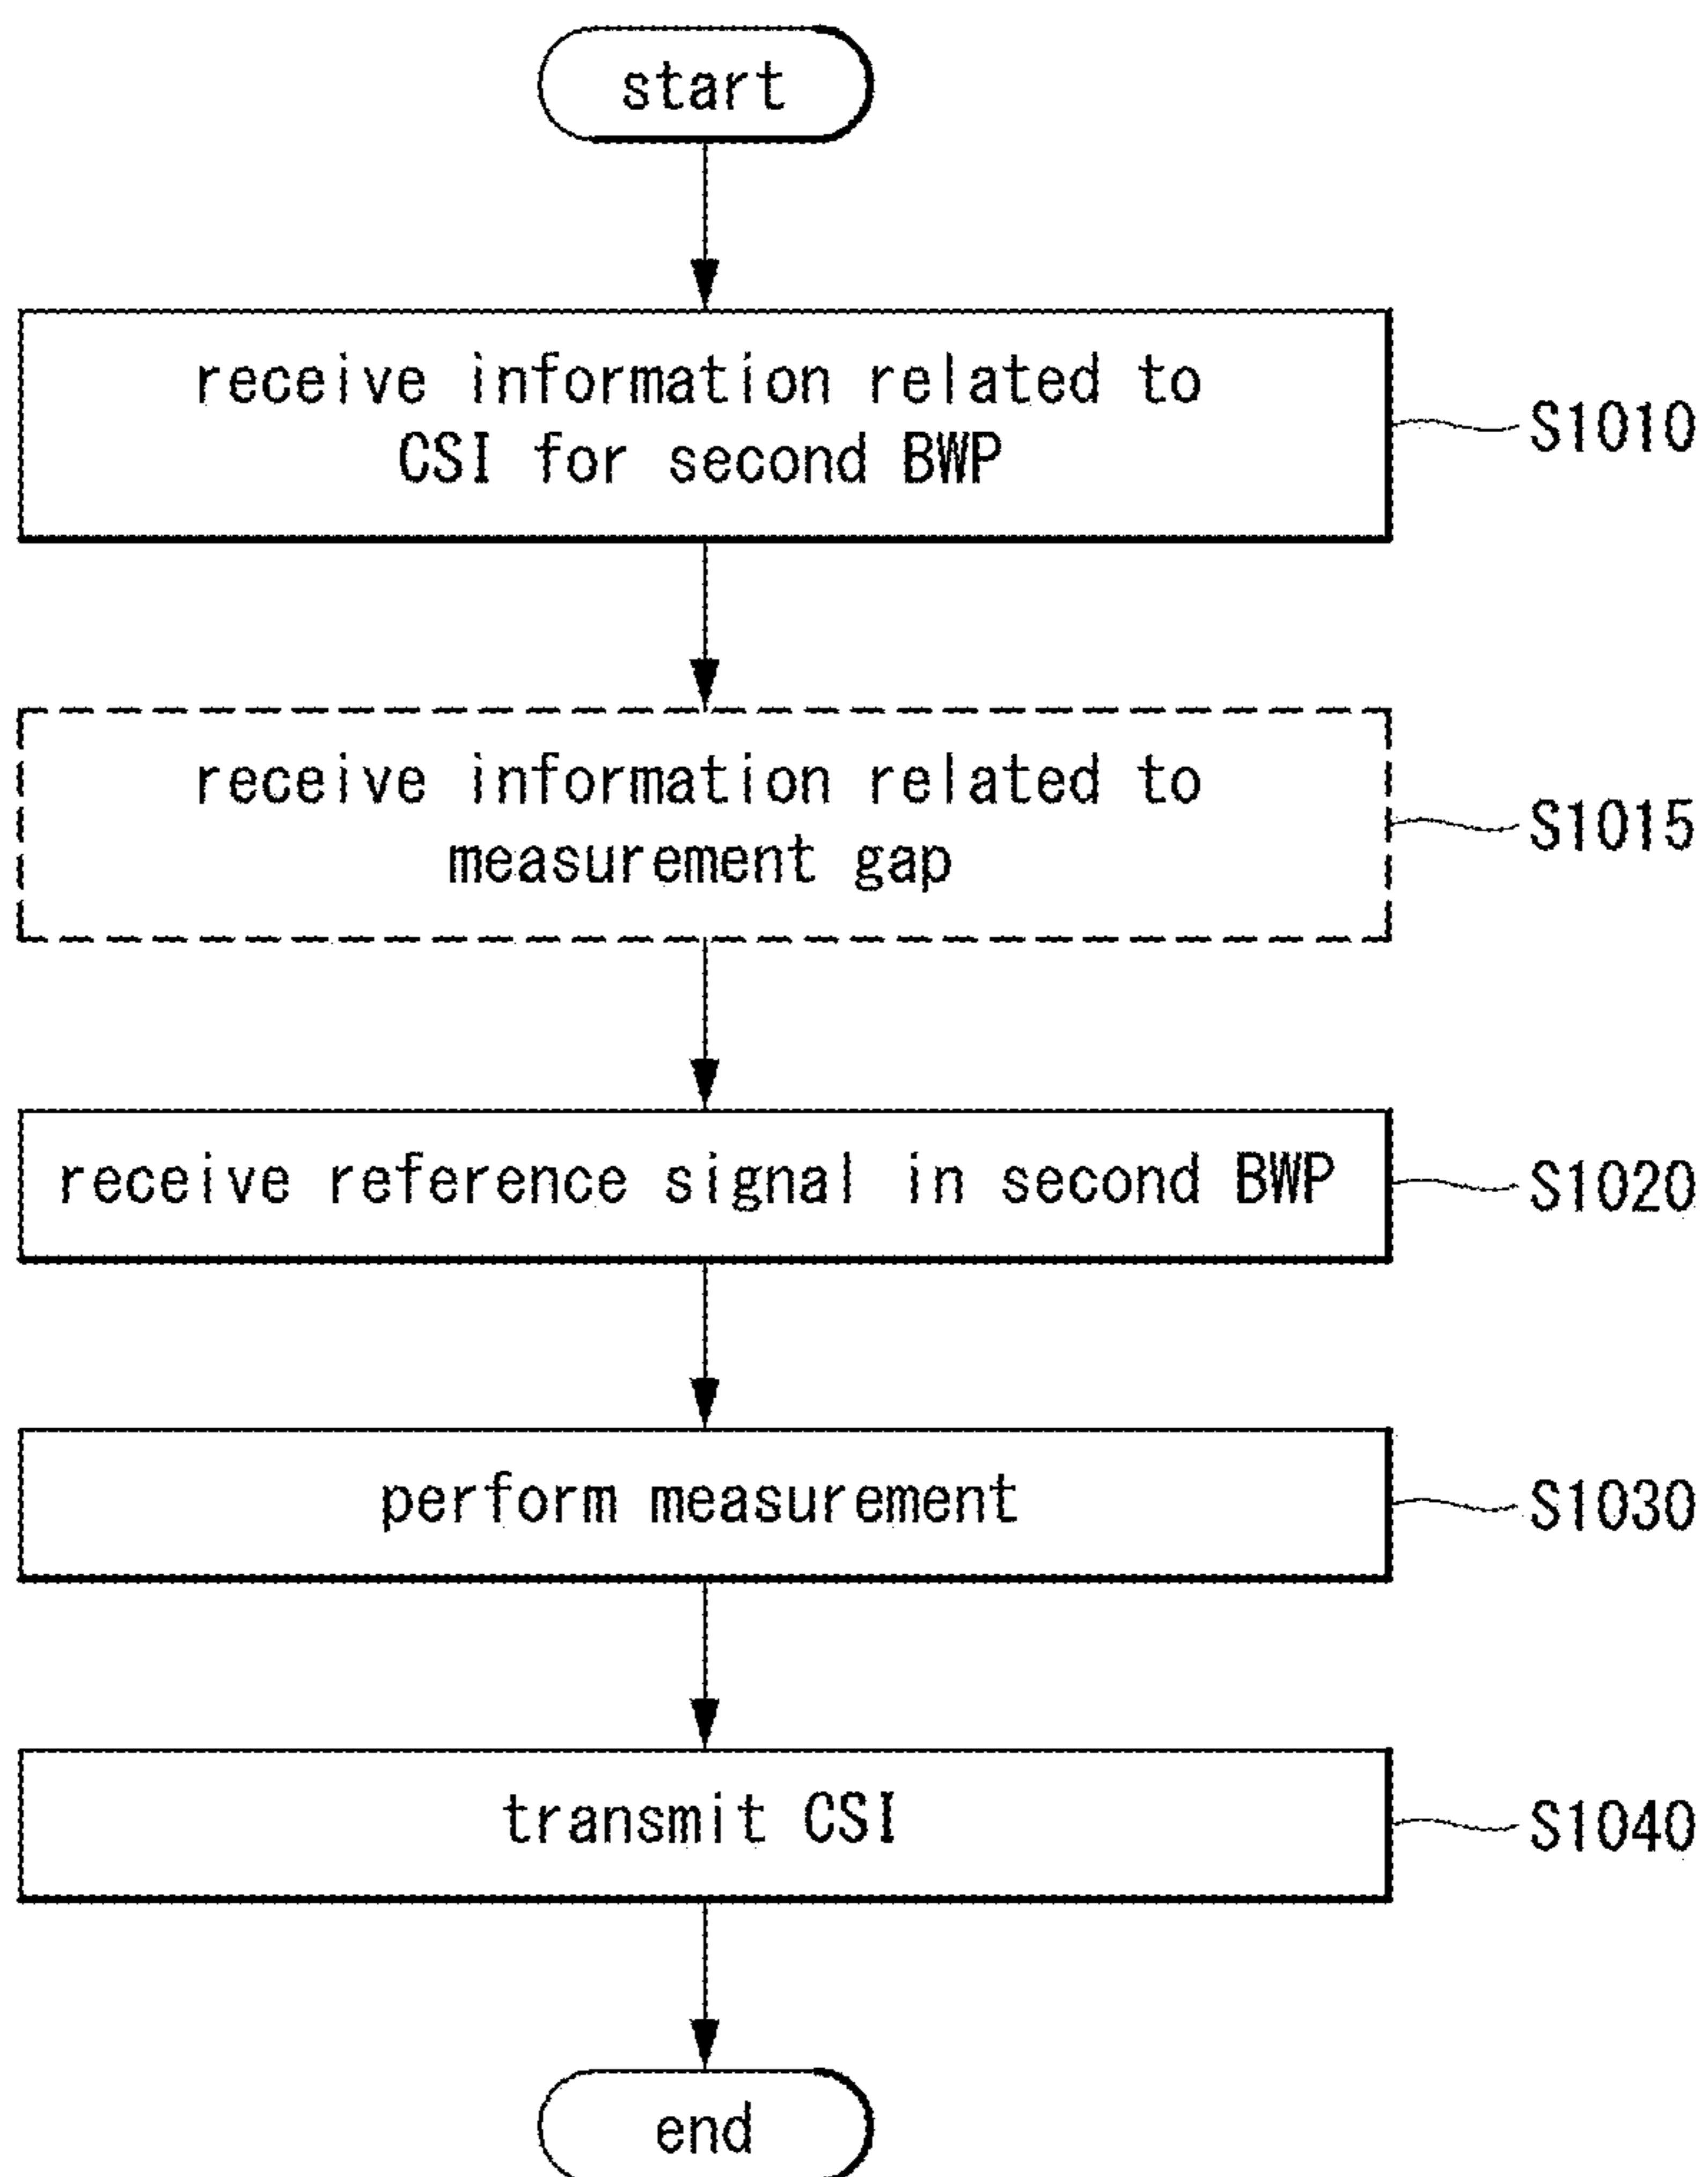 start
receive information related to
CSI for second BWP
S1010
receive information related to
measurement gap
S1015
receive reference signal in second BWP
S1020
perform measurement
S1030
transmit CSI
S1040
end